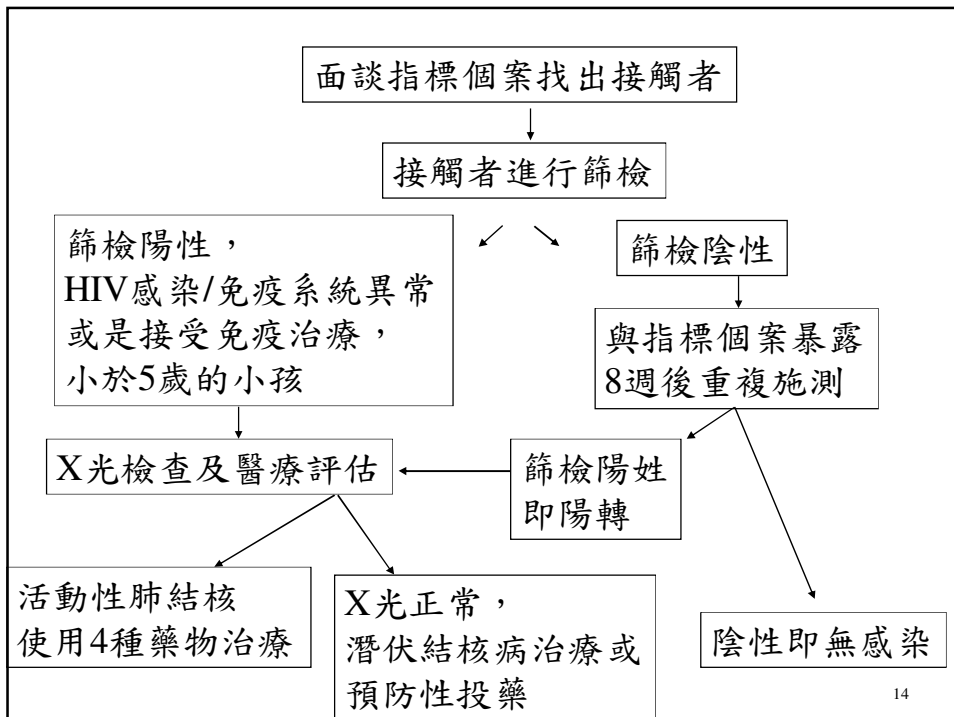 面談指標個案找出接觸者
接觸者進行篩檢
篩檢陽性，
HIV感染/免疫系統異常
或是接受免疫治療，
小於5歲的小孩
篩檢陰性
與指標個案暴露
8週後重複施測
X光檢查及醫療評估
篩檢陽姓
即陽轉
活動性肺結核
使用4種藥物治療
X光正常，
潛伏結核病治療或
預防性投藥
陰性即無感染
14